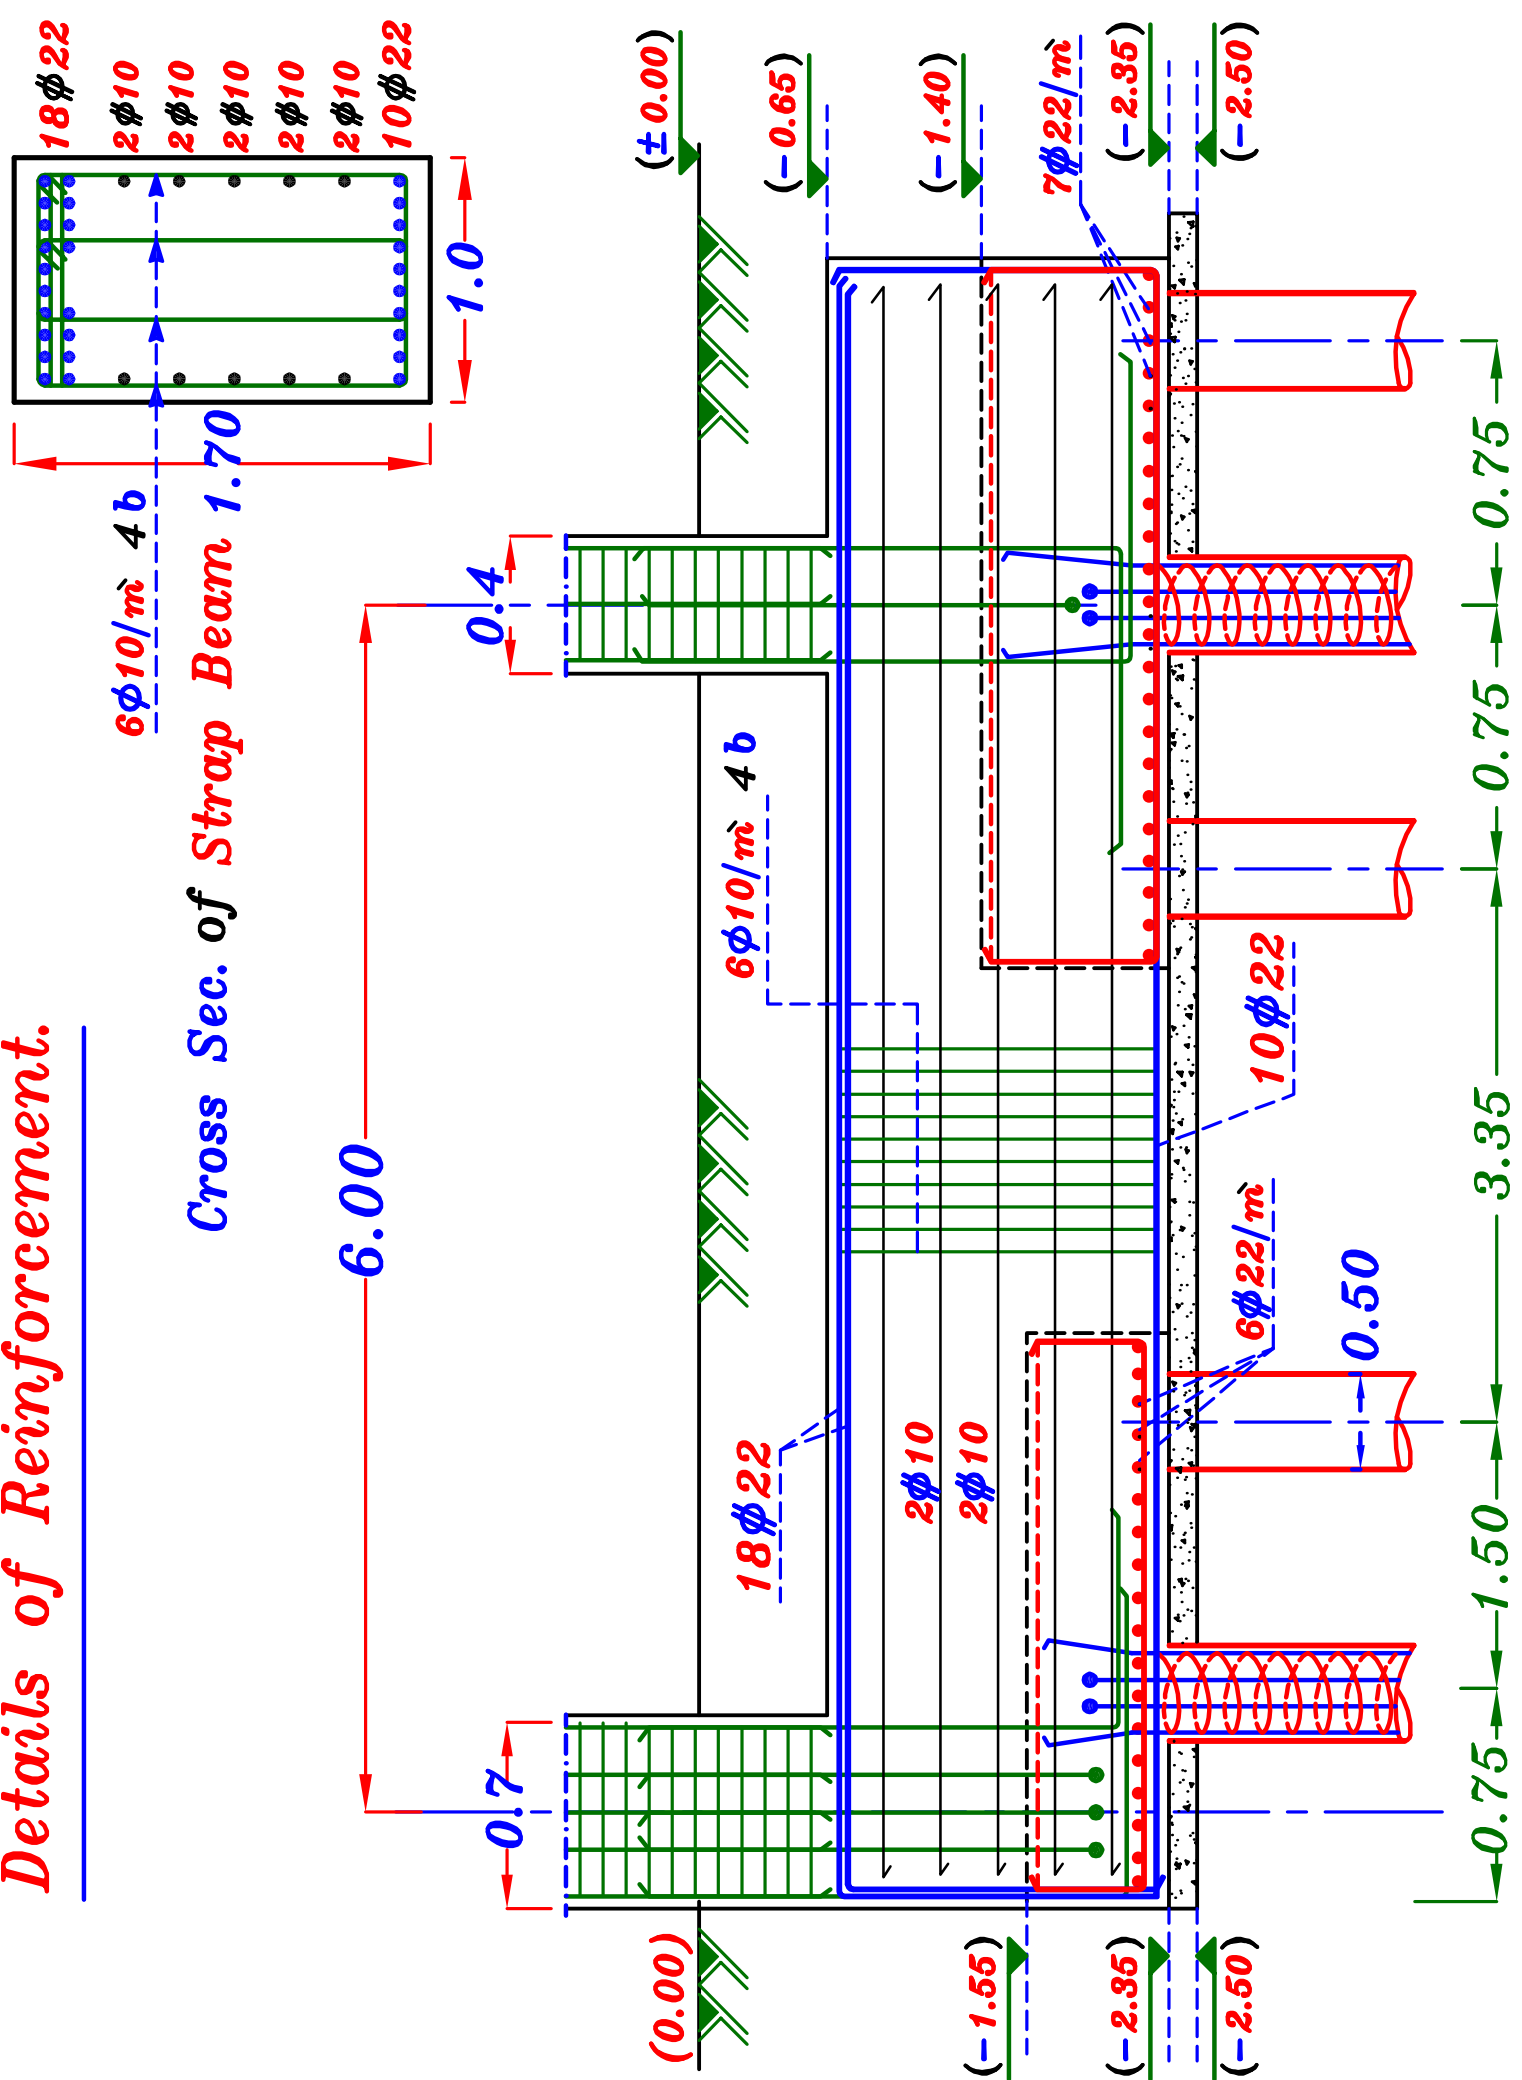 Details of Reinforcement.
18ϕ22
2ϕ10
2ϕ10
2ϕ10
2ϕ10
2ϕ10
10ϕ22
1.0
1.70
6ϕ10/m̀ 4 b
Cross Sec. of Strap Beam
6.00
0.7
0.4
(0.00)
(± 0.00)
(- 0.65)
(- 1.40)
7ϕ22/m̀
(- 2.35)
(- 2.50)
6ϕ10/m̀ 4 b
18ϕ22
2ϕ10
2ϕ10
(- 1.55)
(- 2.35)
(- 2.50)
6ϕ22/m̀
10ϕ22
0.50
0.75
1.50
3.35
0.75
0.75